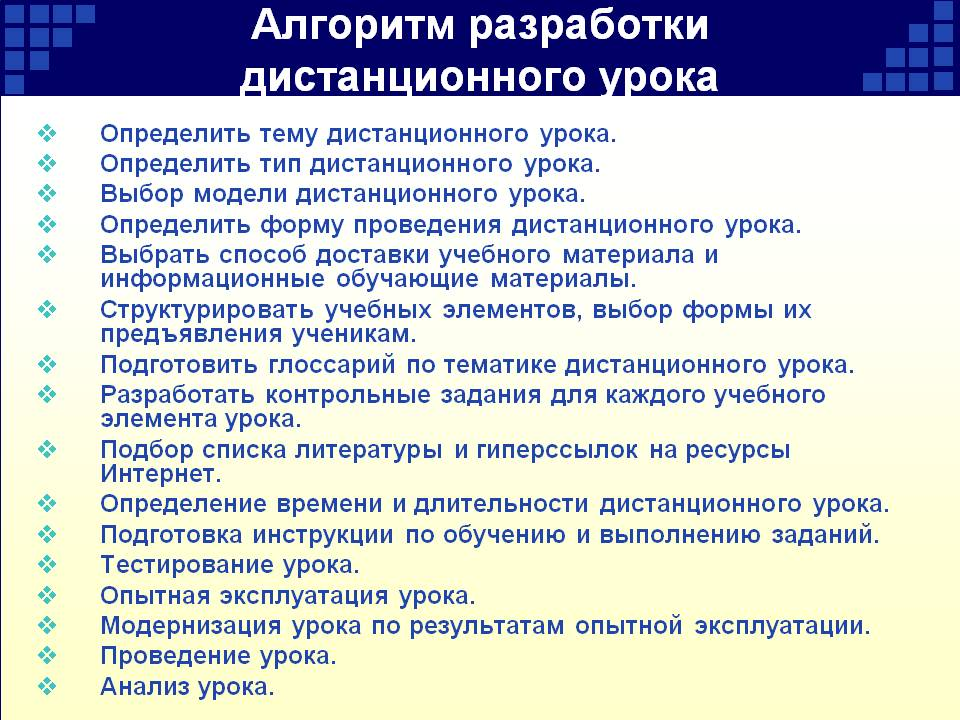 Алгоритм разработки
дистанционного урока
Определить тему дистанционного урока.
Определить тип дистанционного урока.
Выбор модели дистанционного урока.
Определить форму проведения дистанционного урока.
Выбрать способ доставки учебного материала и
информационные обучающие материалы.
Структурировать учебных элементов, выбор формы их
предъявления ученикам.
Подготовить глоссарий по тематике дистанционного урока.
Разработать контрольные задания для каждого учебного
элемента урока.
Подбор списка литературы и гиперссылок на ресурсы
Интернет.
Определение времени и длительности дистанционного урока.
Подготовка инструкции по обучению и выполнению заданий.
Тестирование урока.
Опытная эксплуатация урока.
Модернизация урока по результатам опытной эксплуатации.
Проведение урока.
Анализ урока.